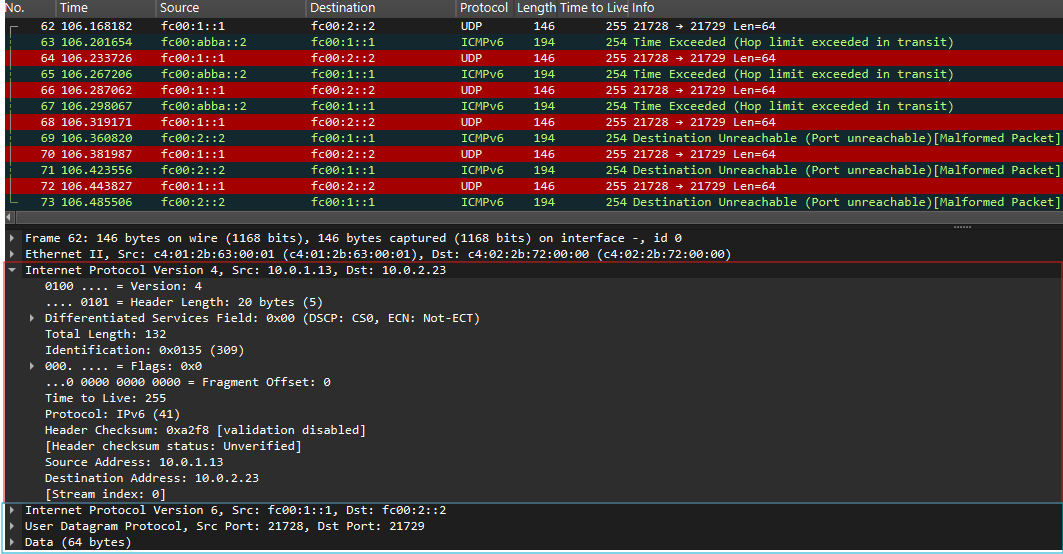 No. Time Source Destination Protocol Length Time to Live Info
62 106.168182 fc00:1::1 fc00:2::2 UDP 146 255 21728 → 21729 Len=64
63 106.201654 fc00:abba::2 fc00:1::1 ICMPv6 194 254 Time Exceeded (Hop limit exceeded in transit)
64 106.233726 fc00:1::1 fc00:2::2 UDP 146 255 21728 → 21729 Len=64
65 106.267206 fc00:abba::2 fc00:1::1 ICMPv6 194 254 Time Exceeded (Hop limit exceeded in transit)
66 106.287062 fc00:1::1 fc00:2::2 UDP 146 255 21728 → 21729 Len=64
67 106.298067 fc00:abba::2 fc00:1::1 ICMPv6 194 254 Time Exceeded (Hop limit exceeded in transit)
68 106.319171 fc00:1::1 fc00:2::2 UDP 146 255 21728 → 21729 Len=64
69 106.360820 fc00:2::2 fc00:1::1 ICMPv6 194 254 Destination Unreachable (Port unreachable)[Malformed Packet]
70 106.381987 fc00:1::1 fc00:2::2 UDP 146 255 21728 → 21729 Len=64
71 106.423556 fc00:2::2 fc00:1::1 ICMPv6 194 254 Destination Unreachable (Port unreachable)[Malformed Packet]
72 106.443827 fc00:1::1 fc00:2::2 UDP 146 255 21728 → 21729 Len=64
73 106.485506 fc00:2::2 fc00:1::1 ICMPv6 194 254 Destination Unreachable (Port unreachable)[Malformed Packet]
Frame 62: 146 bytes on wire (1168 bits), 146 bytes captured (1168 bits) on interface -, id 0
Ethernet II, Src: c4:01:2b:63:00:01 (c4:01:2b:63:00:01), Dst: c4:02:2b:72:00:00 (c4:02:2b:72:00:00)
Internet Protocol Version 4, Src: 10.0.1.13, Dst: 10.0.2.23
0100 .... = Version: 4
.... 0101 = Header Length: 20 bytes (5)
Differentiated Services Field: 0x00 (DSCP: CS0, ECN: Not-ECT)
Total Length: 132
Identification: 0x0135 (309)
000. .... = Flags: 0x0
...0 0000 0000 0000 = Fragment Offset: 0
Time to Live: 255
Protocol: IPv6 (41)
Header Checksum: 0xa2f8 [validation disabled]
[Header checksum status: Unverified]
Source Address: 10.0.1.13
Destination Address: 10.0.2.23
[Stream index: 0]
Internet Protocol Version 6, Src: fc00:1::1, Dst: fc00:2::2
User Datagram Protocol, Src Port: 21728, Dst Port: 21729
Data (64 bytes)